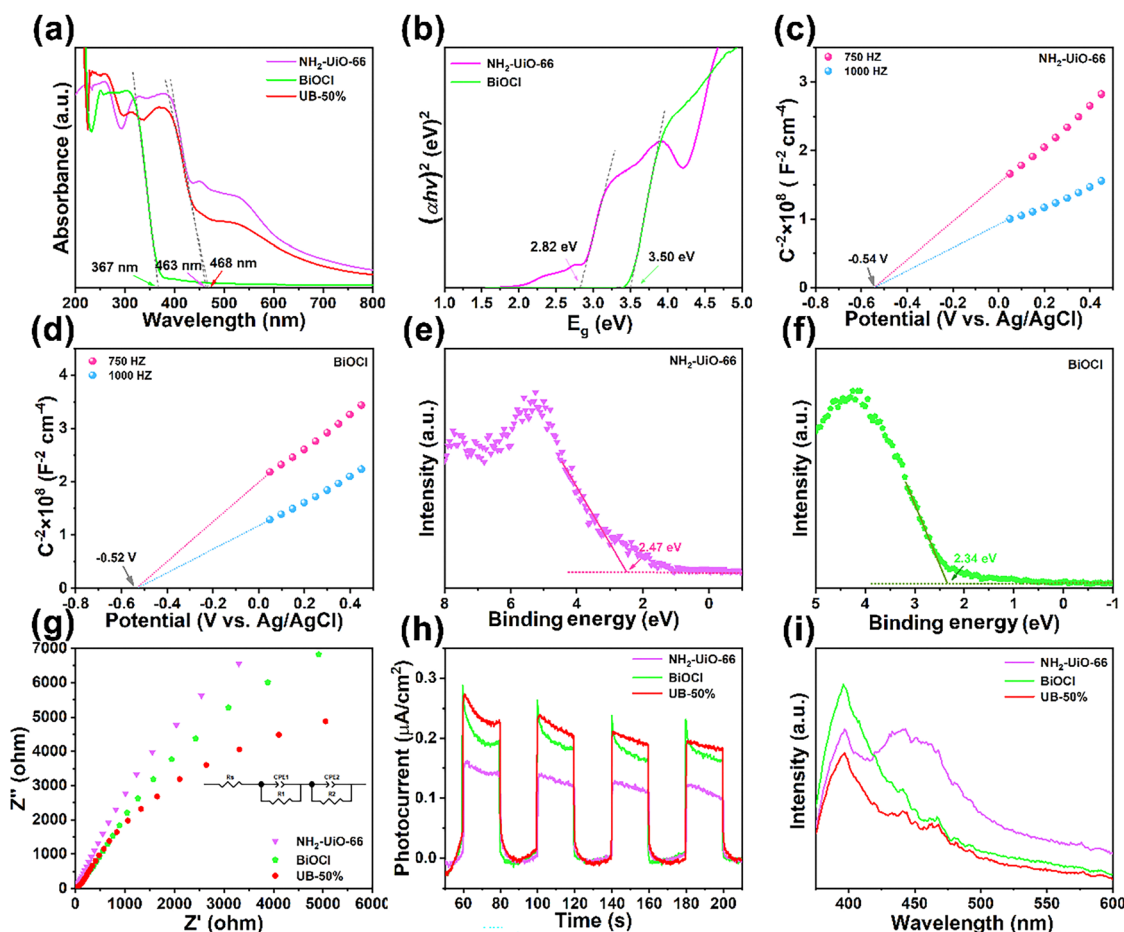 (a)
NH₂-UiO-66
BiOCl
UB-50%
367 nm
463 nm
468 nm
200 300 400 500 600 700 800
Wavelength (nm)
Absorbance (a.u.)
(b)
NH₂-UiO-66
BiOCl
2.82 eV
3.50 eV
1.0 2.0 3.0 4.0 5.0
E_g (eV)
(αhν)² (eV)²
(c)
750 HZ
1000 HZ
NH₂-UiO-66
-0.54 V
3
2
1
0
-0.8 -0.6 -0.4 -0.2 0.0 0.2 0.4
Potential (V vs. Ag/AgCl)
C⁻²×10⁸ ( F⁻² cm⁻⁴)
(d)
750 HZ
1000 HZ
BiOCl
-0.52 V
4
3
2
1
0
-0.8 -0.6 -0.4 -0.2 0.0 0.2 0.4
Potential (V vs. Ag/AgCl)
C⁻²×10⁸ (F⁻² cm⁻⁴)
(e)
NH₂-UiO-66
2.47 eV
8 6 4 2 0
Binding energy (eV)
Intensity (a.u.)
(f)
BiOCl
2.34 eV
5 4 3 2 1 0 -1
Binding energy (eV)
Intensity (a.u.)
(g)
7000
6000
5000
4000
3000
2000
1000
0
Rs CPE1 CPE2
R1 R2
NH₂-UiO-66
BiOCl
UB-50%
0 1000 2000 3000 4000 5000 6000
Z' (ohm)
Z'' (ohm)
(h)
NH₂-UiO-66
BiOCl
UB-50%
0.3
0.2
0.1
0.0
60 80 100 120 140 160 180 200
Time (s)
Photocurrent (μA/cm²)
(i)
NH₂-UiO-66
BiOCl
UB-50%
400 450 500 550 600
Wavelength (nm)
Intensity (a.u.)